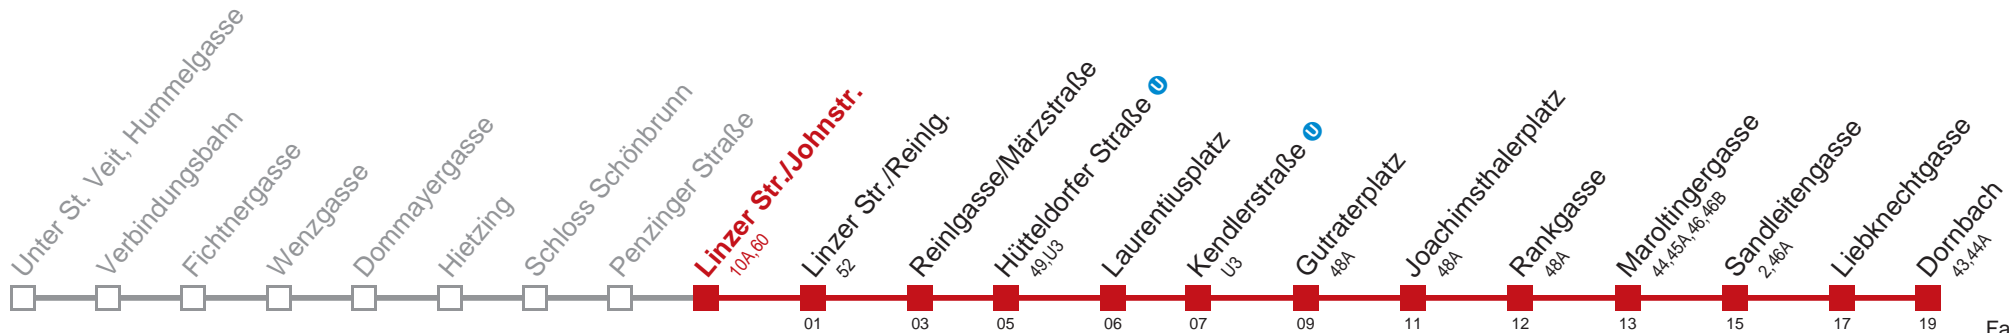 Unter St. Veit, Hummelgasse
Verbindungsbahn
Fichtnergasse
Wenzgasse
Dommayergasse
Hietzing
Schloss Schönbrunn
Penzinger Straße
Linzer Str./Johnstr.
10A,60
Linzer Str./Reinlg.
52
Reinlgasse/Märzstraße
Hütteldorfer Straße U
49,U3
Laurentiusplatz
Kendlerstraße U
U3
Gutraterplatz
48A
Joachimsthalerplatz
48A
Rankgasse
48A
Maroltingergasse
44,45A,46,46B
Sandleitengasse
2,46A
Liebknechtgasse
Dornbach
43,44A
01 03 05 06 07 09 11 12 13 15 17 19
Fa